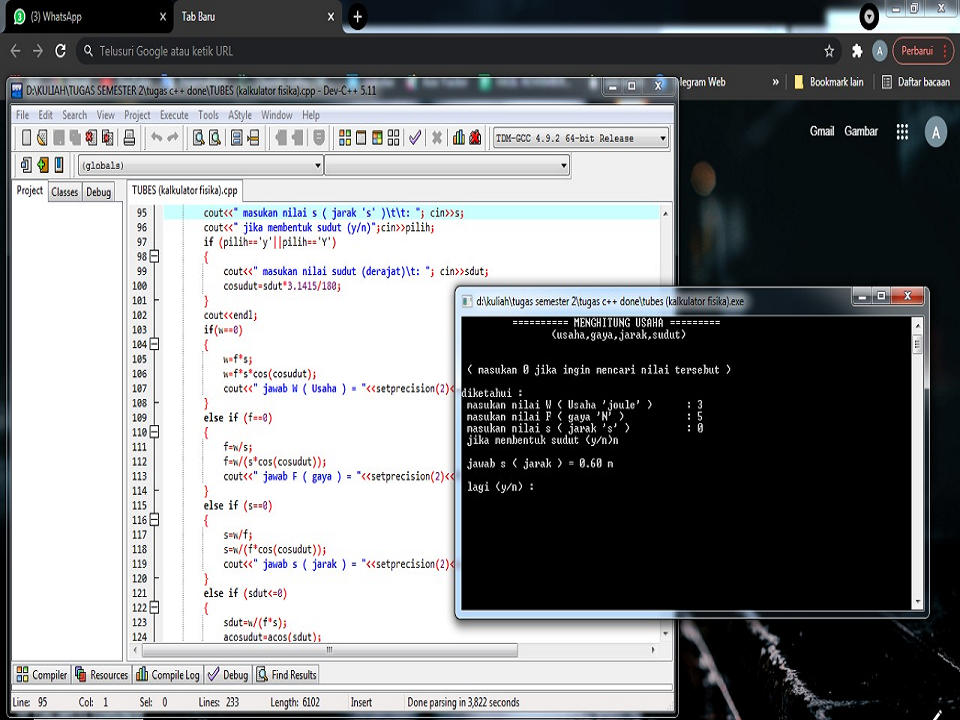 (3) WhatsApp
Tab Baru
Telusuri Google atau ketik URL
A
Perbarui
legram Web
»
Bookmark lain
Daftar bacaan
Gmail
Gambar
A
D:\KULIAH\TUGAS SEMESTER 2\tugas c++ done\TUBES (kalkulator fisika).cpp - Dev-C++ 5.11
File Edit Search View Project Execute Tools AStyle Window Help
TDM-GCC 4.9.2 64-bit Release
(globals)
Project Classes Debug
TUBES (kalkulator fisika).cpp
95 cout<<" masukan nilai s ( jarak 's' )\t\t: "; cin>>s;
96 cout<<" jika membentuk sudut (y/n)";cin>>pilih;
97 if (pilih=='y'||pilih=='Y')
98 {
99 cout<<" masukan nilai sudut (derajat)\t: "; cin>>sdut;
100 cosudut=sdut*3.1415/180;
101 }
102 cout<<endl;
103 if(w==0)
104 {
105 w=f*s;
106 w=f*s*cos(cosudut);
107 cout<<" jawab W ( Usaha ) = "<<setprecision(2)<
108 }
109 else if (f==0)
110 {
111 f=w/s;
112 f=w/(s*cos(cosudut));
113 cout<<" jawab F ( gaya ) = "<<setprecision(2)<<
114 }
115 else if (s==0)
116 {
117 s=w/f;
118 s=w/(f*cos(cosudut));
119 cout<<" jawab s ( jarak ) = "<<setprecision(2)<
120 }
121 else if (sdut<=0)
122 {
123 sdut=w/(f*s);
124 acosudut=acos(sdut);
d:\kuliah\tugas semester 2\tugas c++ done\tubes (kalkulator fisika).exe
========== MENGHITUNG USAHA =========
(usaha,gaya,jarak,sudut)
( masukan 0 jika ingin mencari nilai tersebut )
diketahui :
masukan nilai W ( Usaha 'joule' ) : 3
masukan nilai F ( gaya 'N' ) : 5
masukan nilai s ( jarak 's' ) : 0
jika membentuk sudut (y/n)n
jawab s ( jarak ) = 0.60 m
lagi (y/n) :
Compiler Resources Compile Log Debug Find Results
Line: 95 Col: 1 Sel: 0 Lines: 233 Length: 6102 Insert Done parsing in 3,822 seconds